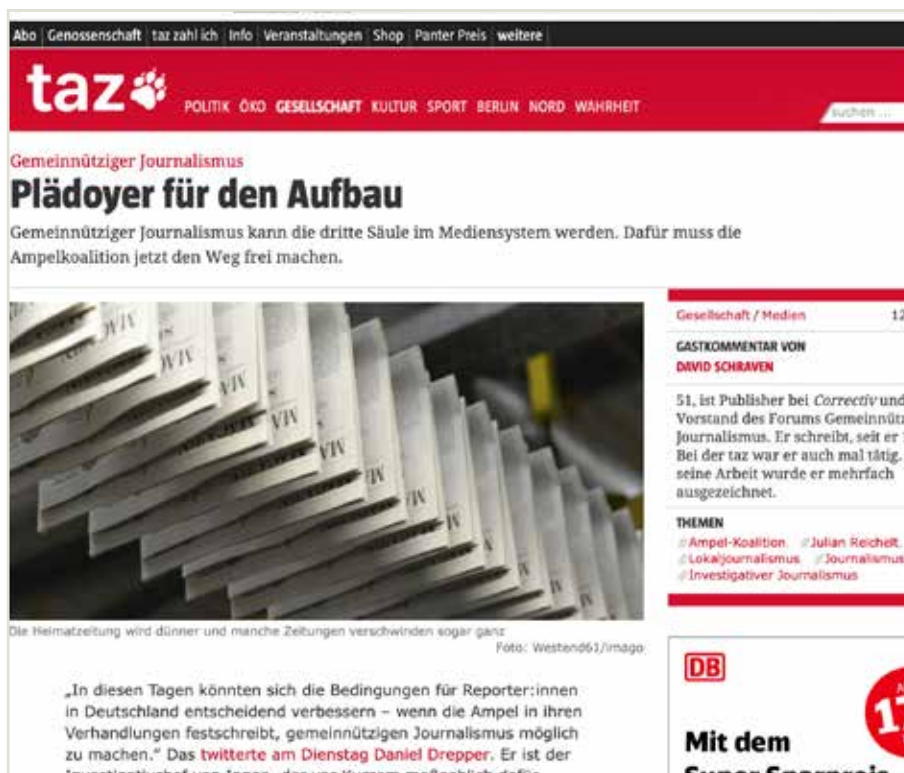 Abo Genossenschaft taz zahl ich Info Veranstaltungen Shop Panter Preis weitere
taz
POLITIK ÖKO GESELLSCHAFT KULTUR SPORT BERLIN NORD WAHRHEIT
suchen ...
Gemeinnütziger Journalismus
Plädoyer für den Aufbau
Gemeinnütziger Journalismus kann die dritte Säule im Mediensystem werden. Dafür muss die
Ampelkoalition jetzt den Weg frei machen.
Die Heimatzeitung wird dünner und manche Zeitungen verschwinden sogar ganz
Foto: Westend61/imago
„In diesen Tagen könnten sich die Bedingungen für Reporter:innen
in Deutschland entscheidend verbessern – wenn die Ampel in ihren
Verhandlungen festschreibt, gemeinnützigen Journalismus möglich
zu machen.“ Das twitterte am Dienstag Daniel Drepper. Er ist der
Gesellschaft / Medien 12
GASTKOMMENTAR VON
DAVID SCHRAVEN
51, ist Publisher bei Correctiv und
Vorstand des Forums Gemeinnütz
Journalismus. Er schreibt, seit er
Bei der taz war er auch mal tätig.
seine Arbeit wurde er mehrfach
ausgezeichnet.
THEMEN
#Ampel-Koalition #Julian Reichelt
#Lokaljournalismus #Journalismus
#Investigativer Journalismus
DB
Mit dem
Super Sparpreis